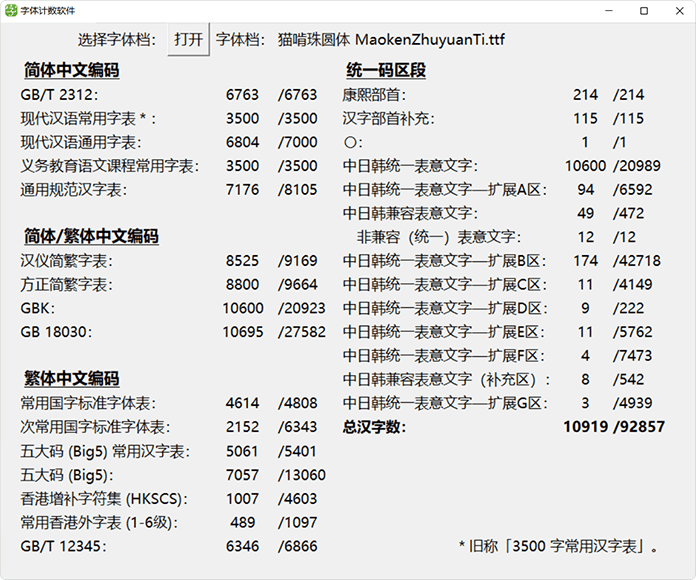 字体计数软件
选择字体档： 打开 字体档： 猫啃珠圆体 MaokenZhuyuanTi.ttf
简体中文编码
GB/T 2312： 6763 /6763
现代汉语常用字表 *： 3500 /3500
现代汉语通用字表： 6804 /7000
义务教育语文课程常用字表： 3500 /3500
通用规范汉字表： 7176 /8105
简体/繁体中文编码
汉仪简繁字表： 8525 /9169
方正简繁字表： 8800 /9664
GBK： 10600 /20923
GB 18030： 10695 /27582
繁体中文编码
常用国字标准字体表： 4614 /4808
次常用国字标准字体表： 2152 /6343
五大码 (Big5) 常用汉字表： 5061 /5401
五大码 (Big5)： 7057 /13060
香港增补字符集 (HKSCS)： 1007 /4603
常用香港外字表 (1-6级)： 489 /1097
GB/T 12345： 6346 /6866
统一码区段
康熙部首： 214 /214
汉字部首补充： 115 /115
〇： 1 /1
中日韩统一表意文字： 10600 /20989
中日韩统一表意文字—扩展A区： 94 /6592
中日韩兼容表意文字： 49 /472
非兼容（统一）表意文字： 12 /12
中日韩统一表意文字—扩展B区： 174 /42718
中日韩统一表意文字—扩展C区： 11 /4149
中日韩统一表意文字—扩展D区： 9 /222
中日韩统一表意文字—扩展E区： 11 /5762
中日韩统一表意文字—扩展F区： 4 /7473
中日韩兼容表意文字（补充区）： 8 /542
中日韩统一表意文字—扩展G区： 3 /4939
总汉字数： 10919 /92857
* 旧称「3500 字常用汉字表」。